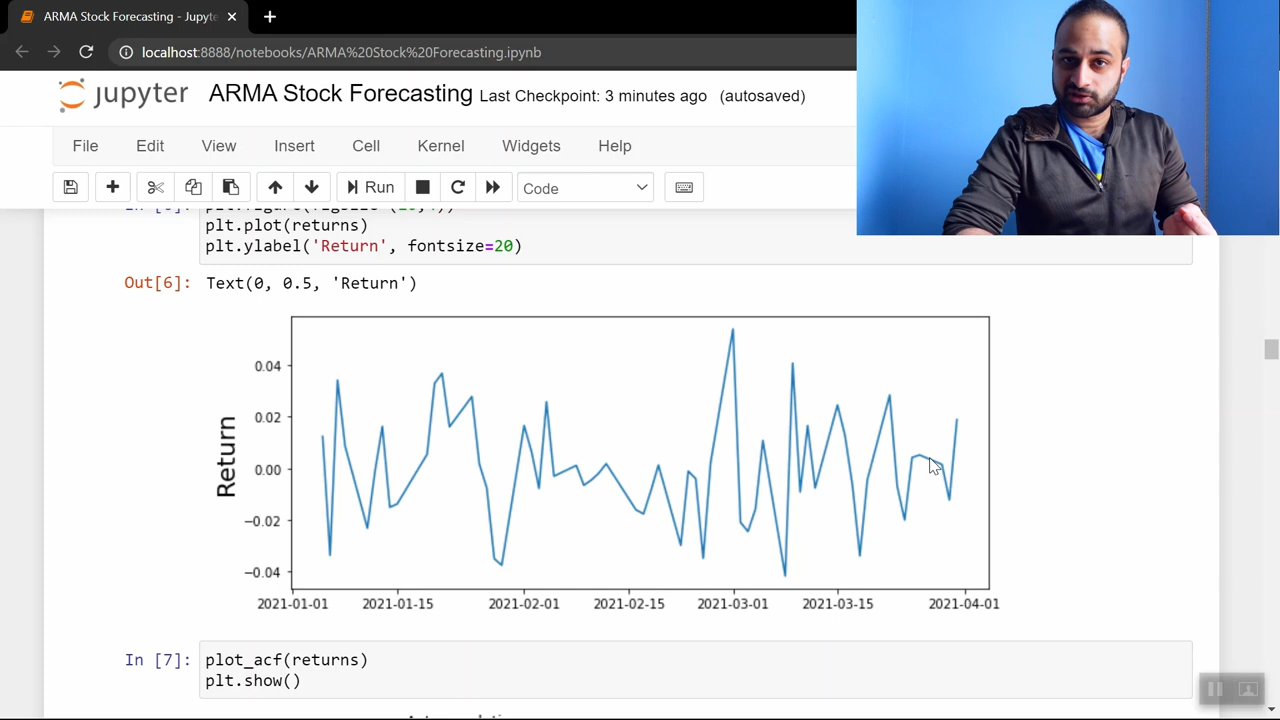 ARMA Stock Forecasting - Jupyte
localhost:8888/notebooks/ARMA%20Stock%20Forecasting.ipynb
jupyter ARMA Stock Forecasting Last Checkpoint: 3 minutes ago (autosaved)
File Edit View Insert Cell Kernel Widgets Help
Run Code
plt.plot(returns)
plt.ylabel('Return', fontsize=20)
Out[6]: Text(0, 0.5, 'Return')
Return
0.04
0.02
0.00
−0.02
−0.04
2021-01-01 2021-01-15 2021-02-01 2021-02-15 2021-03-01 2021-03-15 2021-04-01
In [7]: plot_acf(returns)
plt.show()